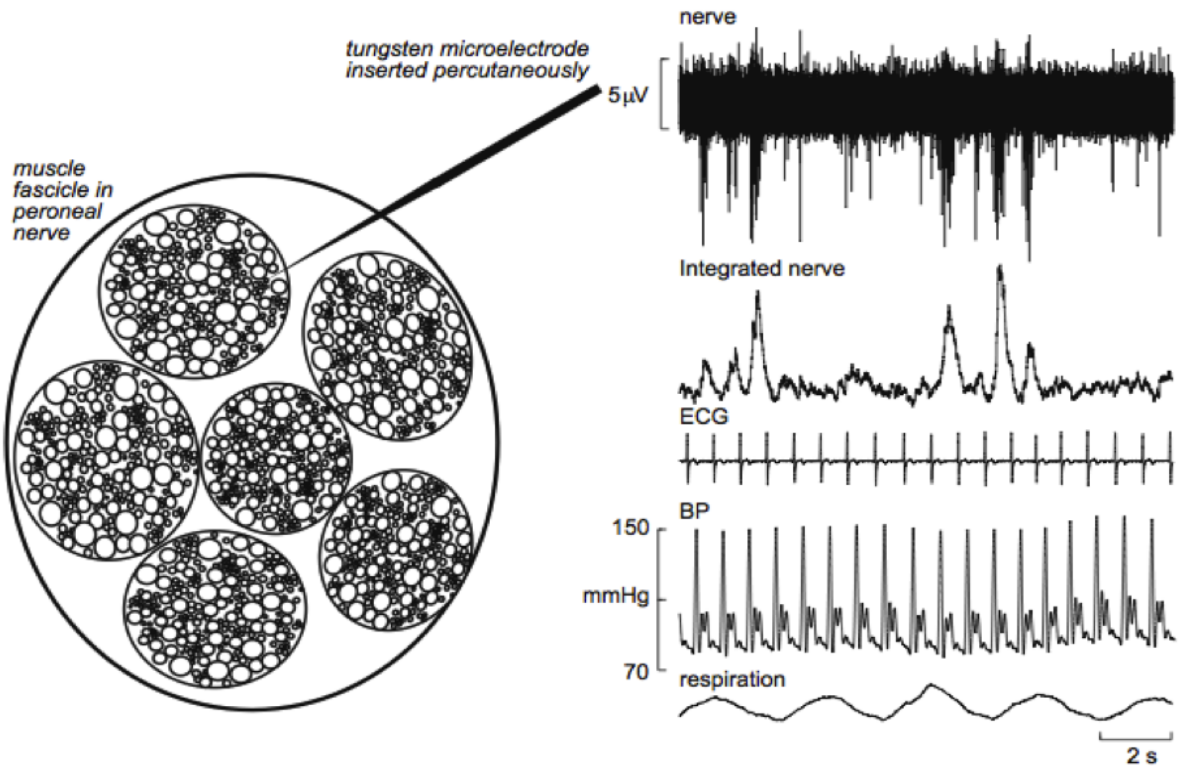 tungsten microelectrode
inserted percutaneously
muscle
fascicle in
peroneal
nerve
nerve
5μV
Integrated nerve
ECG
BP
150
mmHg
70
respiration
2 s